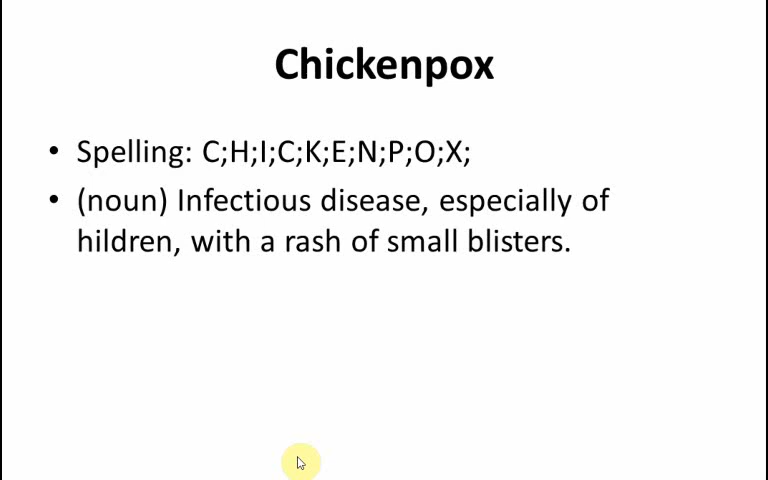 Chickenpox
• Spelling: C;H;I;C;K;E;N;P;O;X;
• (noun) Infectious disease, especially of
hildren, with a rash of small blisters.